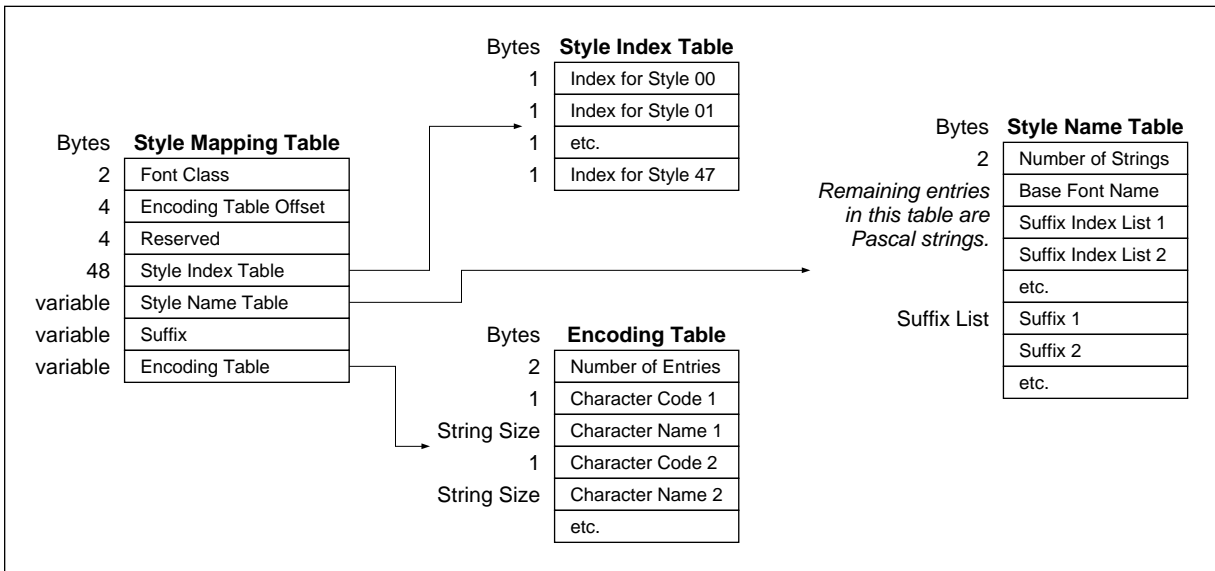 Bytes Style Index Table
1 Index for Style 00
1 Index for Style 01
1 etc.
1 Index for Style 47
Bytes Style Mapping Table
2 Font Class
4 Encoding Table Offset
4 Reserved
48 Style Index Table
variable Style Name Table
variable Suffix
variable Encoding Table
Bytes Encoding Table
2 Number of Entries
1 Character Code 1
String Size Character Name 1
1 Character Code 2
String Size Character Name 2
etc.
Bytes Style Name Table
2 Number of Strings
Remaining entries
in this table are
Pascal strings.
Base Font Name
Suffix Index List 1
Suffix Index List 2
etc.
Suffix List Suffix 1
Suffix 2
etc.